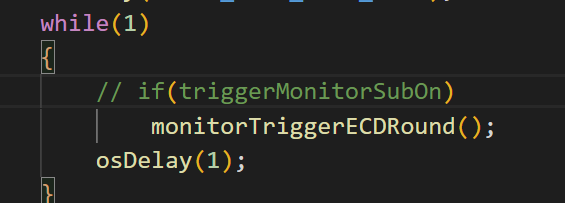 while(1)
{
// if(triggerMonitorSubOn)
monitorTriggerECDRound();
osDelay(1);
}